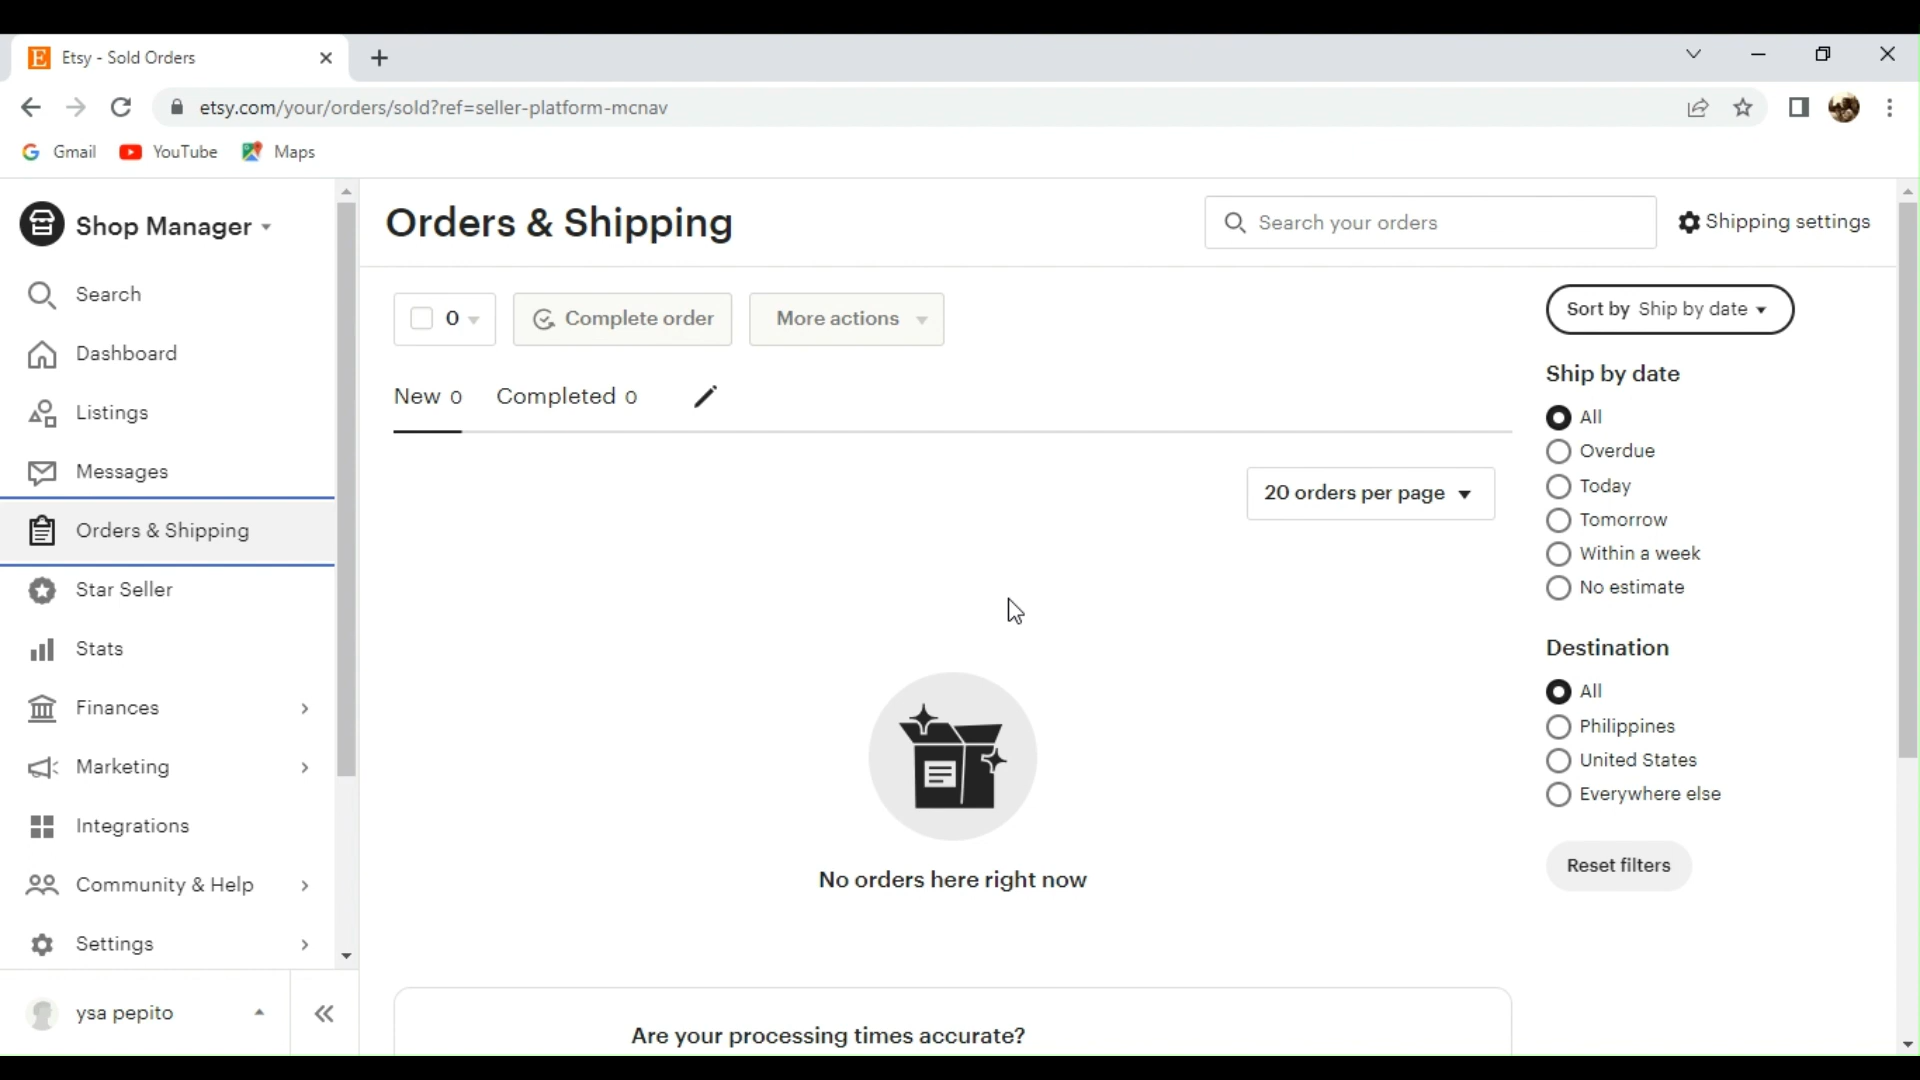 Etsy - Sold Orders
etsy.com/your/orders/sold?ref=seller-platform-mcnav
Gmail
YouTube
Maps
Shop Manager
Search
Dashboard
Listings
Messages
Orders & Shipping
Star Seller
Stats
Finances
Marketing
Integrations
Community & Help
Settings
ysa pepito
Orders & Shipping
Search your orders
Shipping settings
0
Complete order
More actions
New 0
Completed 0
20 orders per page
No orders here right now
Are your processing times accurate?
Sort by Ship by date
Ship by date
All
Overdue
Today
Tomorrow
Within a week
No estimate
Destination
All
Philippines
United States
Everywhere else
Reset filters